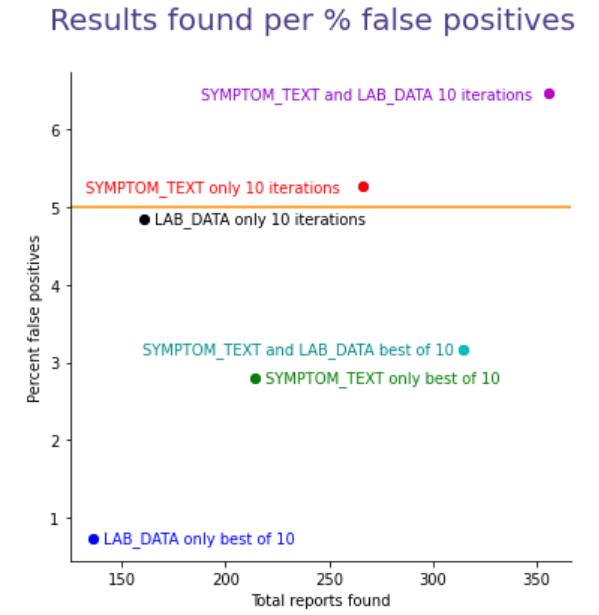 Results found per % false positives
SYMPTOM_TEXT and LAB_DATA 10 iterations
6
SYMPTOM_TEXT only 10 iterations
5
LAB_DATA only 10 iterations
Percent false positives
4
SYMPTOM_TEXT and LAB_DATA best of 10
3
SYMPTOM_TEXT only best of 10
2
1
LAB_DATA only best of 10
150 200 250 300 350
Total reports found